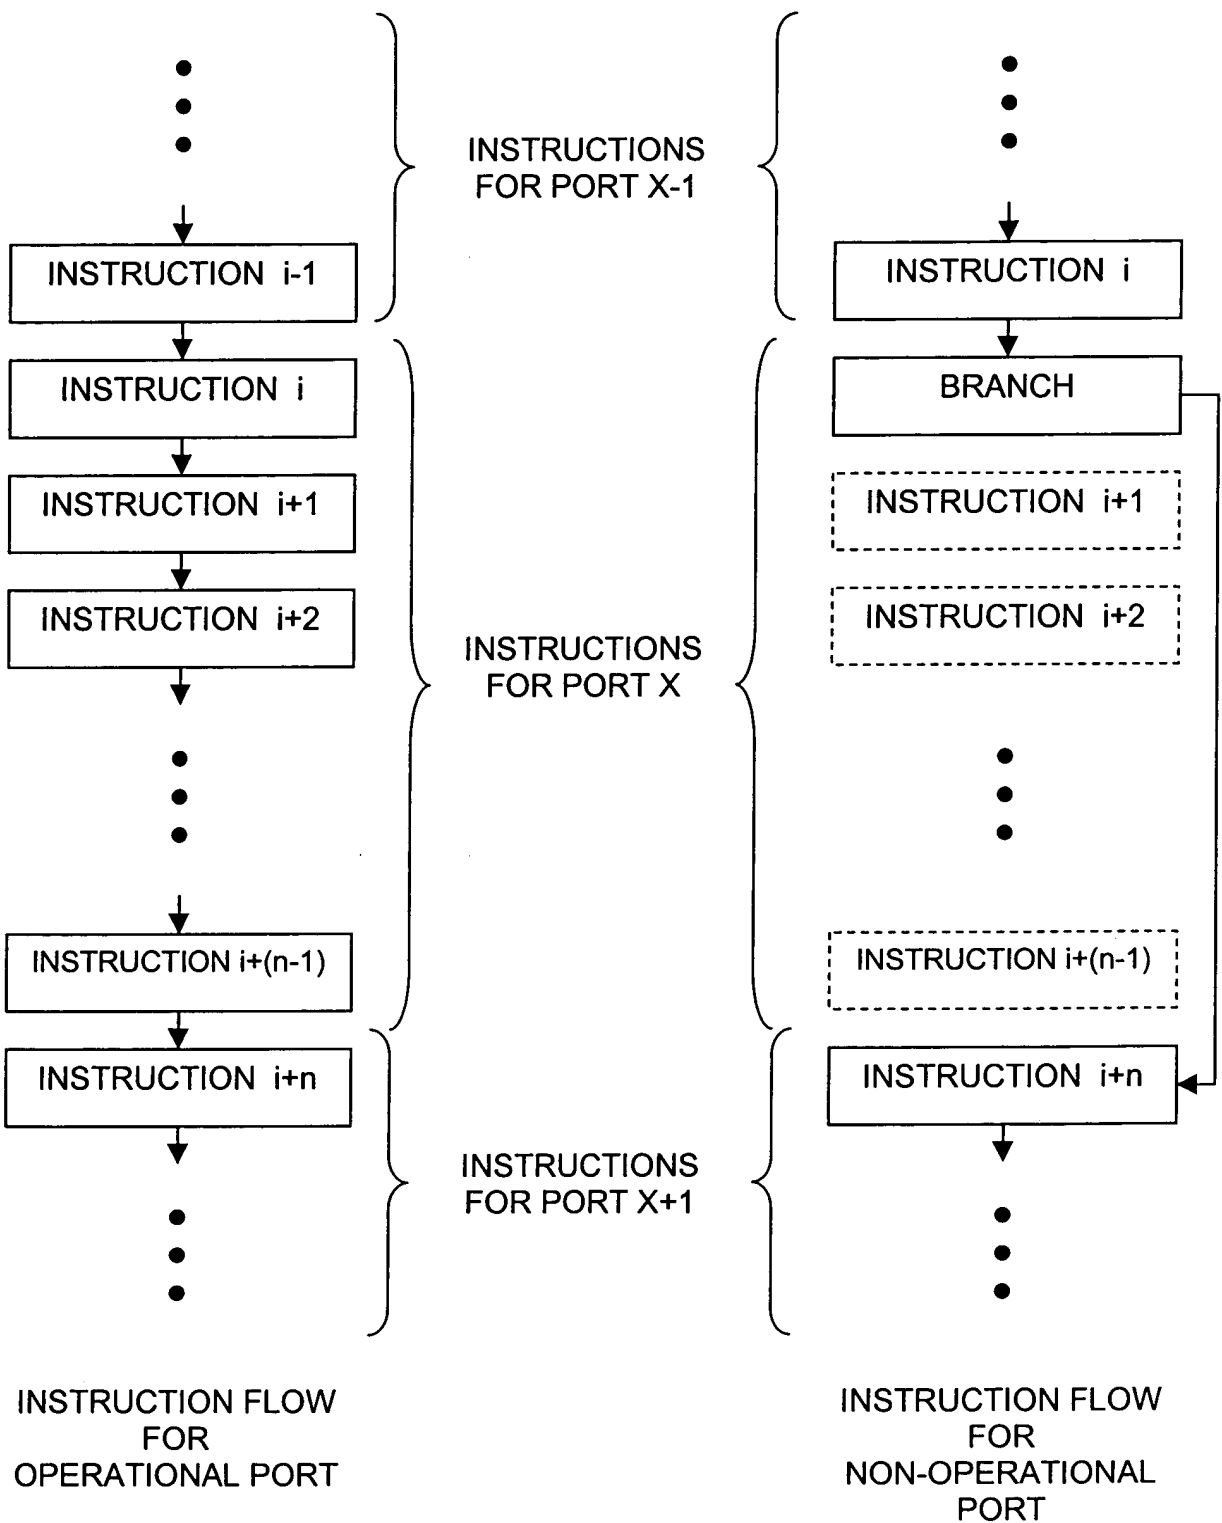 INSTRUCTIONS
FOR PORT X-1
INSTRUCTION i-1
INSTRUCTION i
INSTRUCTION i
BRANCH
INSTRUCTION i+1
INSTRUCTION i+1
INSTRUCTION i+2
INSTRUCTION i+2
INSTRUCTIONS
FOR PORT X
INSTRUCTION i+(n-1)
INSTRUCTION i+(n-1)
INSTRUCTION i+n
INSTRUCTION i+n
INSTRUCTIONS
FOR PORT X+1
INSTRUCTION FLOW
FOR
OPERATIONAL PORT
INSTRUCTION FLOW
FOR
NON-OPERATIONAL
PORT